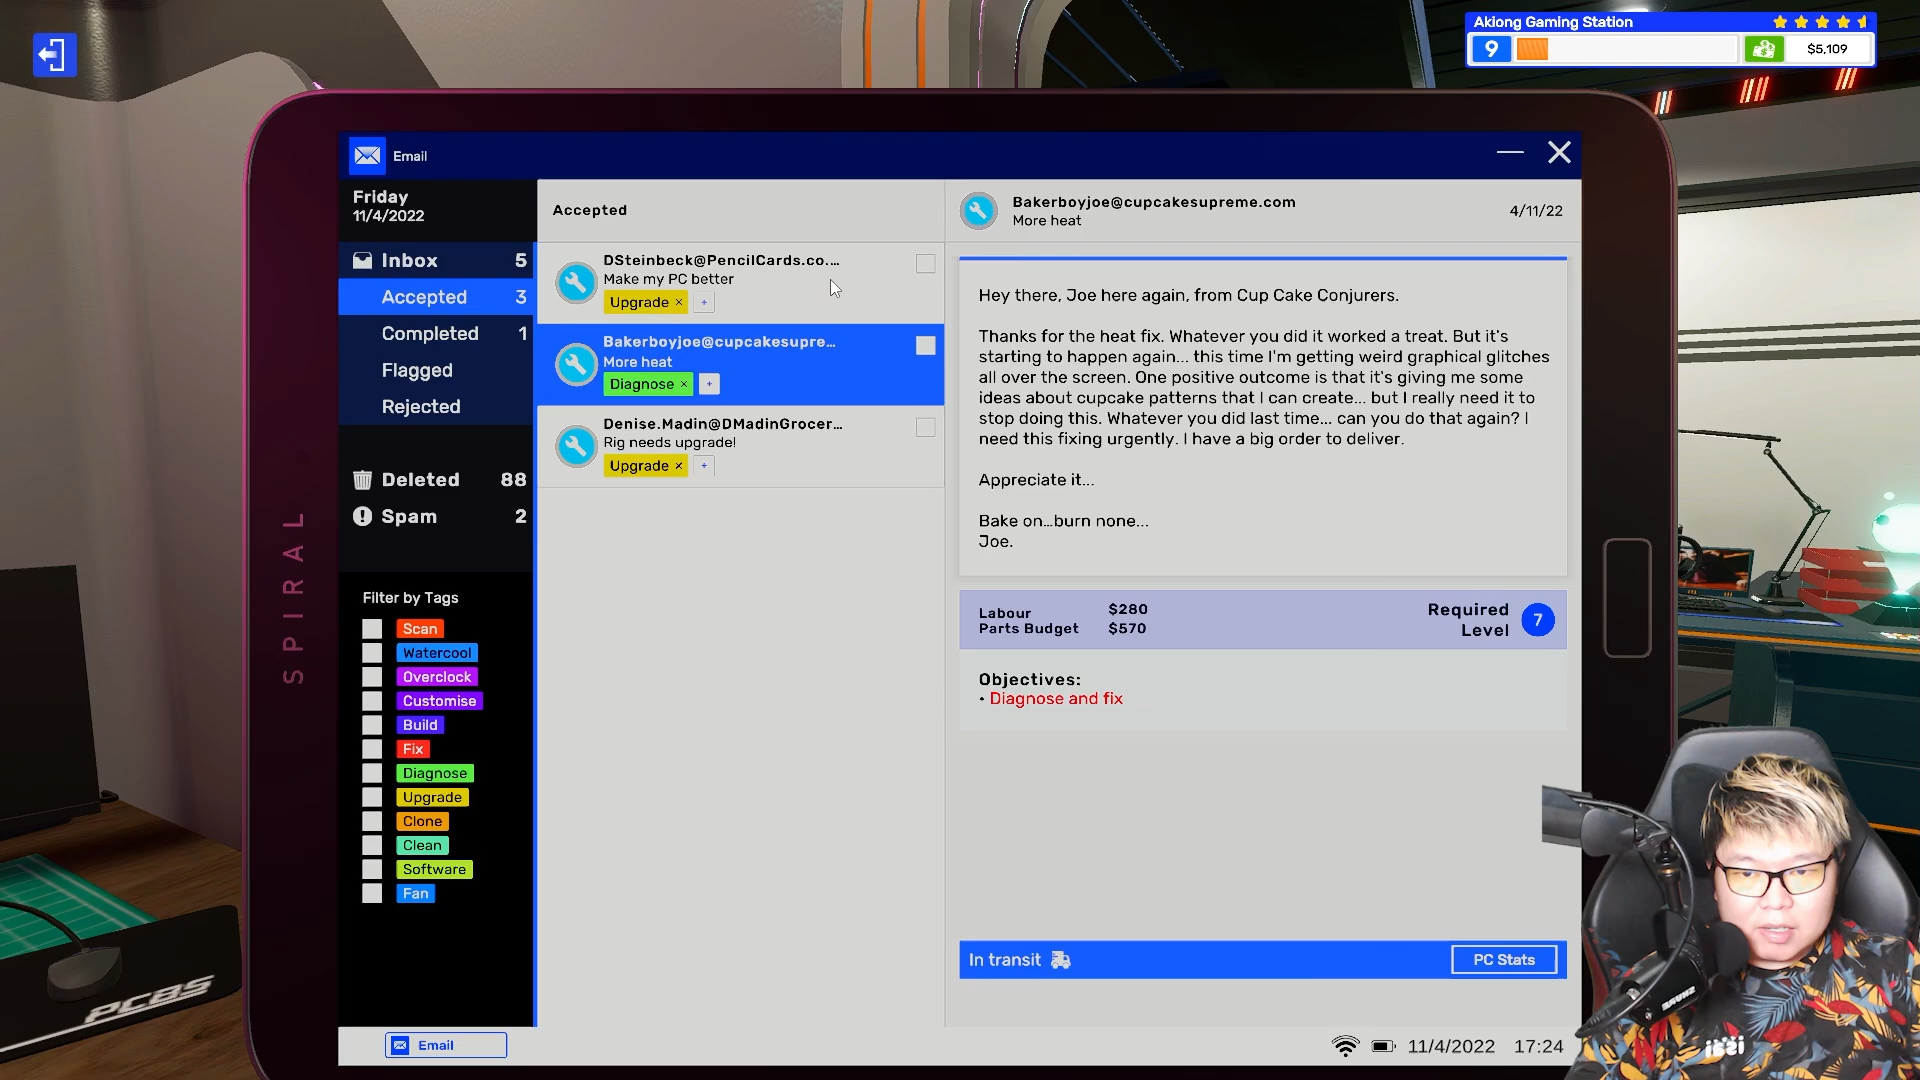 Akiong Gaming Station
9
$5,109
Email
Friday
11/4/2022
Inbox 5
Accepted 3
Completed 1
Flagged
Rejected
Deleted 88
Spam 2
Filter by Tags
Scan
Watercool
Overclock
Customise
Build
Fix
Diagnose
Upgrade
Clone
Clean
Software
Fan
Accepted
DSteinbeck@PencilCards.co....
Make my PC better
Upgrade × +
Bakerboyjoe@cupcakesupre...
More heat
Diagnose × +
Denise.Madin@DMadinGrocer...
Rig needs upgrade!
Upgrade × +
Bakerboyjoe@cupcakesupreme.com
More heat
4/11/22
Hey there, Joe here again, from Cup Cake Conjurers.
Thanks for the heat fix. Whatever you did it worked a treat. But it's
starting to happen again... this time I'm getting weird graphical glitches
all over the screen. One positive outcome is that it's giving me some
ideas about cupcake patterns that I can create... but I really need it to
stop doing this. Whatever you did last time... can you do that again? I
need this fixing urgently. I have a big order to deliver.
Appreciate it...
Bake on...burn none...
Joe.
Labour $280
Parts Budget $570
Required
Level 7
Objectives:
• Diagnose and fix
In transit
PC Stats
Email
11/4/2022 17:24
SPIRAL
PCBS